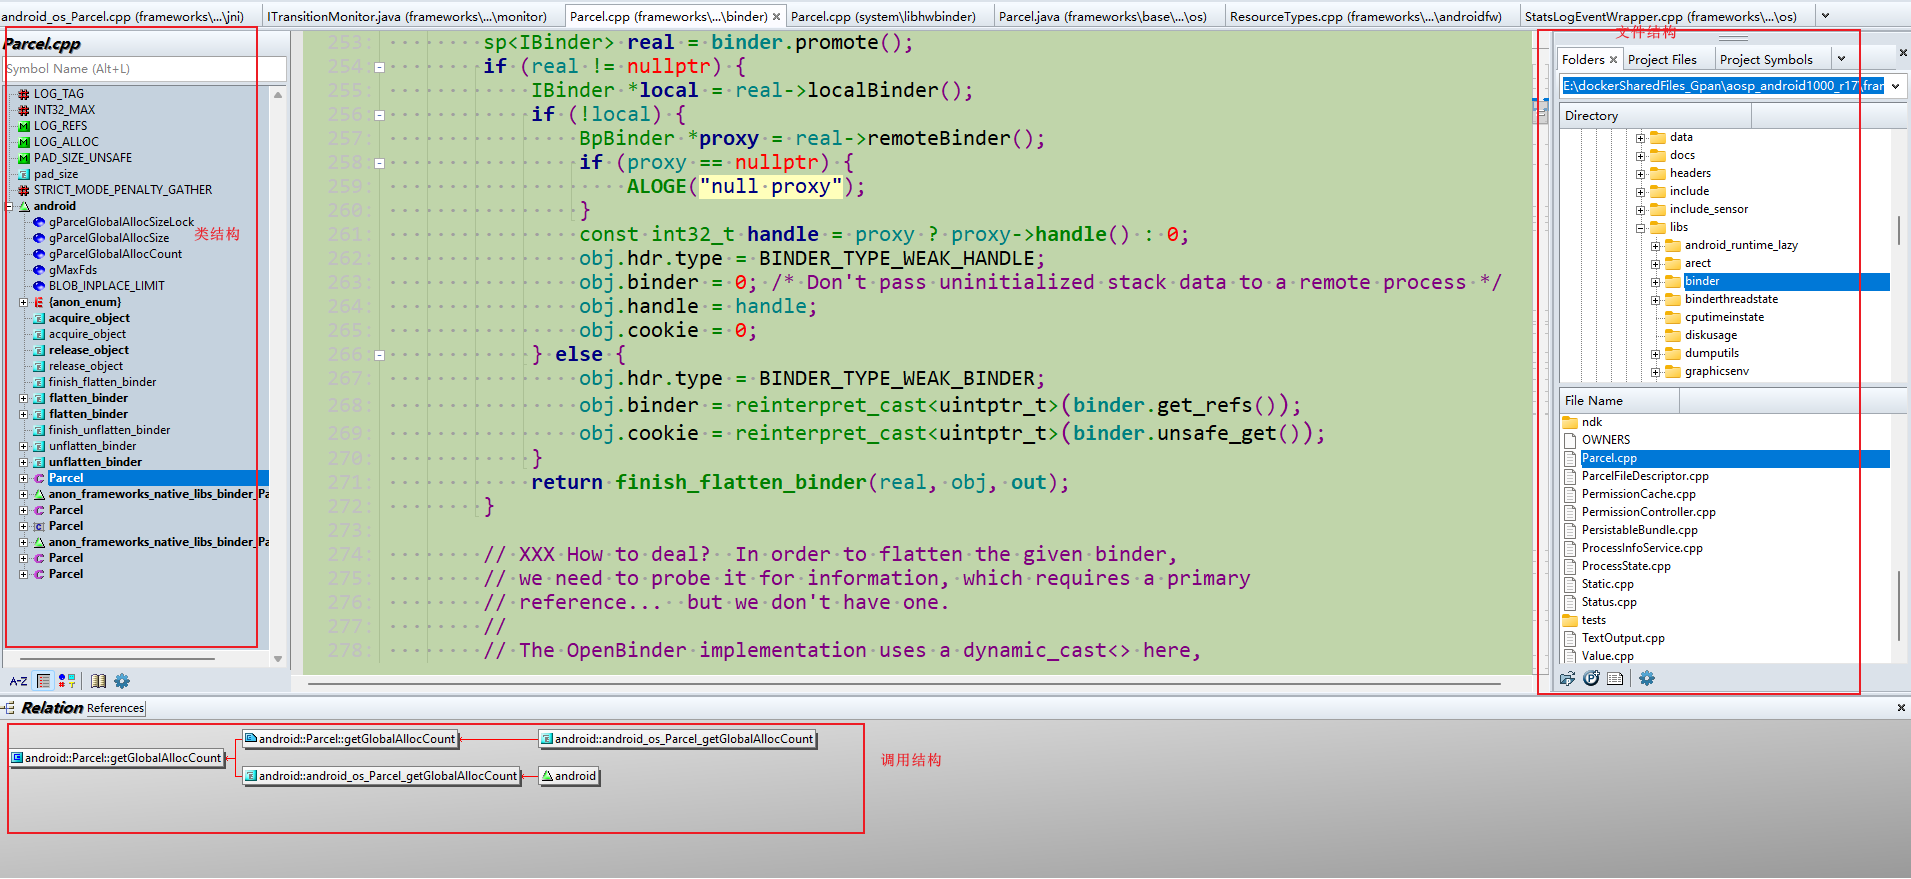 android_os_Parcel.cpp (frameworks\...\jni)
ITransitionMonitor.java (frameworks\...\monitor)
Parcel.cpp (frameworks\...\binder)
Parcel.cpp (system\libhwbinder)
Parcel.java (frameworks\base\...\os)
ResourceTypes.cpp (frameworks\...\androidfw)
StatsLogEventWrapper.cpp (frameworks\...\os)
Parcel.cpp
Symbol Name (Alt+L)
LOG_TAG
INT32_MAX
LOG_REFS
LOG_ALLOC
PAD_SIZE_UNSAFE
pad_size
STRICT_MODE_PENALTY_GATHER
android
gParcelGlobalAllocSizeLock
gParcelGlobalAllocSize
gParcelGlobalAllocCount
gMaxFds
BLOB_INPLACE_LIMIT
{anon_enum}
acquire_object
acquire_object
release_object
release_object
finish_flatten_binder
flatten_binder
flatten_binder
finish_unflatten_binder
unflatten_binder
unflatten_binder
Parcel
anon_frameworks_native_libs_binder_Pa
Parcel
Parcel
anon_frameworks_native_libs_binder_Pa
Parcel
Parcel
类结构
A-Z
253: sp<IBinder> real = binder.promote();
254: if (real != nullptr) {
255: IBinder *local = real->localBinder();
256: if (!local) {
257: BpBinder *proxy = real->remoteBinder();
258: if (proxy == nullptr) {
259: ALOGE("null proxy");
260: }
261: const int32_t handle = proxy ? proxy->handle() : 0;
262: obj.hdr.type = BINDER_TYPE_WEAK_HANDLE;
263: obj.binder = 0; /* Don't pass uninitialized stack data to a remote process */
264: obj.handle = handle;
265: obj.cookie = 0;
266: } else {
267: obj.hdr.type = BINDER_TYPE_WEAK_BINDER;
268: obj.binder = reinterpret_cast<uintptr_t>(binder.get_refs());
269: obj.cookie = reinterpret_cast<uintptr_t>(binder.unsafe_get());
270: }
271: return finish_flatten_binder(real, obj, out);
272: }
273:
274: // XXX How to deal?  In order to flatten the given binder,
275: // we need to probe it for information, which requires a primary
276: // reference...  but we don't have one.
277: //
278: // The OpenBinder implementation uses a dynamic_cast<> here,
文件结构
Folders
Project Files
Project Symbols
E:\dockerSharedFiles_Gpan\aosp_android1000_r17\fran
Directory
data
docs
headers
include
include_sensor
libs
android_runtime_lazy
arect
binder
binderthreadstate
cputimeinstate
diskusage
dumputils
graphicsenv
File Name
ndk
OWNERS
Parcel.cpp
ParcelFileDescriptor.cpp
PermissionCache.cpp
PermissionController.cpp
PersistableBundle.cpp
ProcessInfoService.cpp
ProcessState.cpp
Static.cpp
Status.cpp
tests
TextOutput.cpp
Value.cpp
Relation References
android::Parcel::getGlobalAllocCount
android::Parcel::getGlobalAllocCount
android::android_os_Parcel_getGlobalAllocCount
android::android_os_Parcel_getGlobalAllocCount
android
调用结构